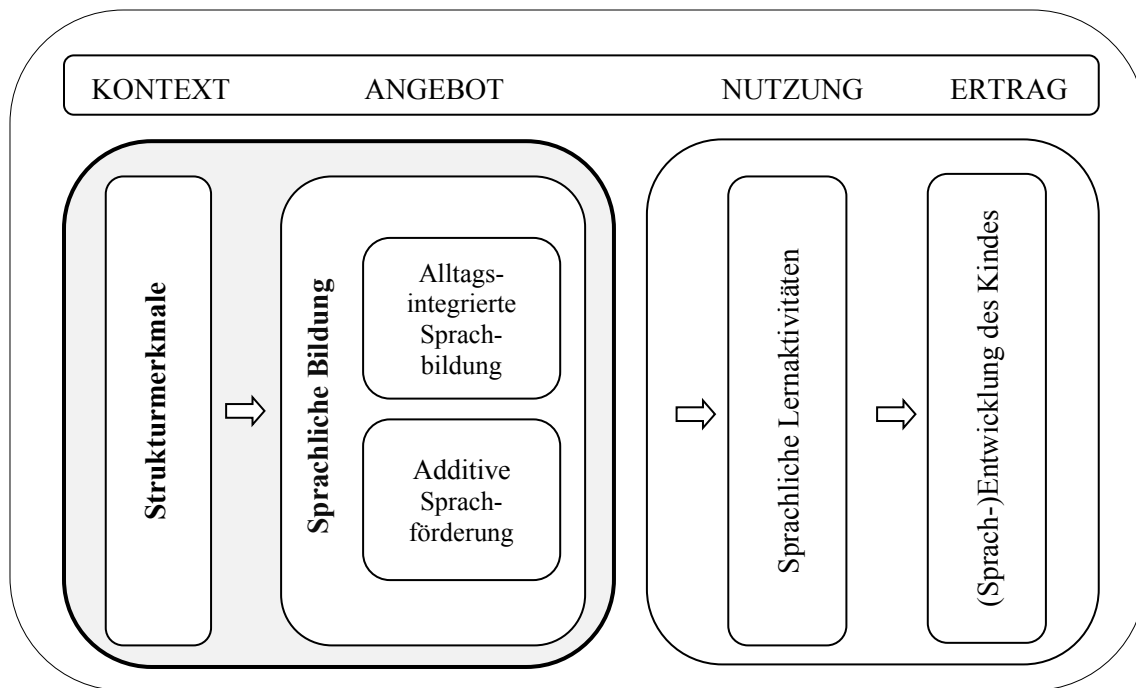 KONTEXT ANGEBOT NUTZUNG ERTRAG
Strukturmerkmale
Sprachliche Bildung
Alltags-
integrierte
Sprach-
bildung
Additive
Sprach-
förderung
Sprachliche Lernaktivitäten
(Sprach-)Entwicklung des Kindes